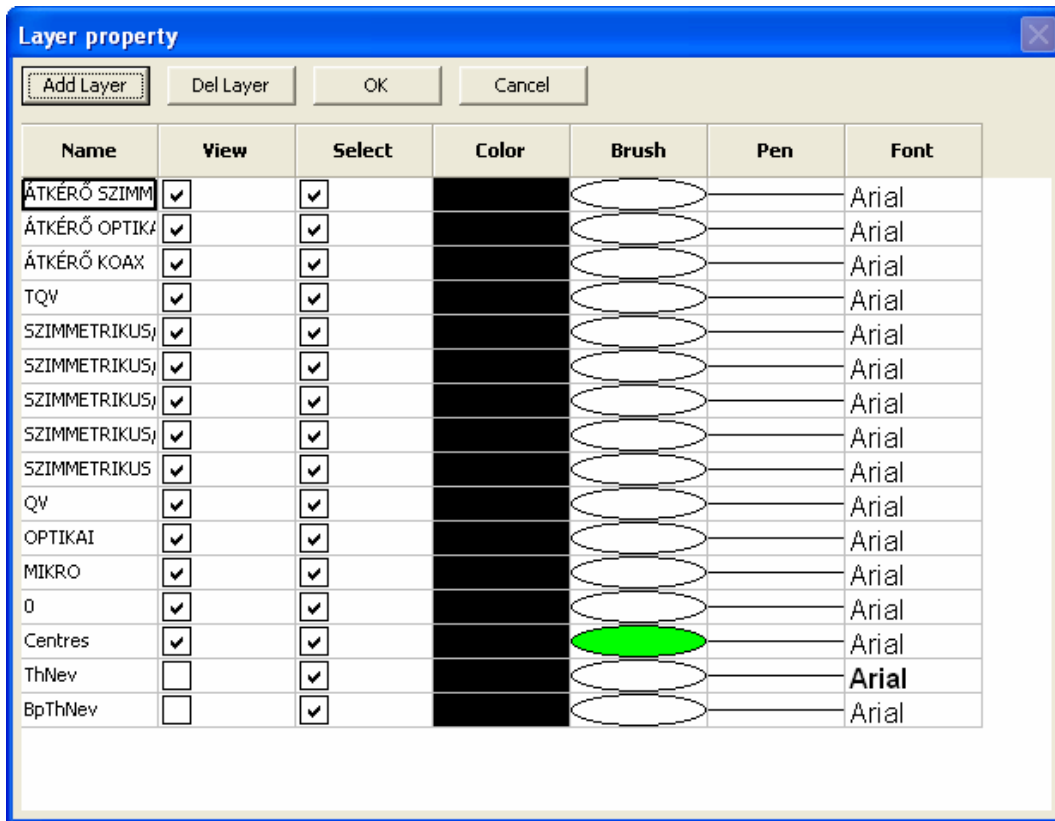 Layer property
Add Layer Del Layer OK Cancel
Name View Select Color Brush Pen Font
ÁTKÉRŐ SZIMM Arial
ÁTKÉRŐ OPTIKA Arial
ÁTKÉRŐ KOAX Arial
TQV Arial
SZIMMETRIKUS/ Arial
SZIMMETRIKUS/ Arial
SZIMMETRIKUS/ Arial
SZIMMETRIKUS/ Arial
SZIMMETRIKUS Arial
QV Arial
OPTIKAI Arial
MIKRO Arial
0 Arial
Centres Arial
ThNev Arial
BpThNev Arial